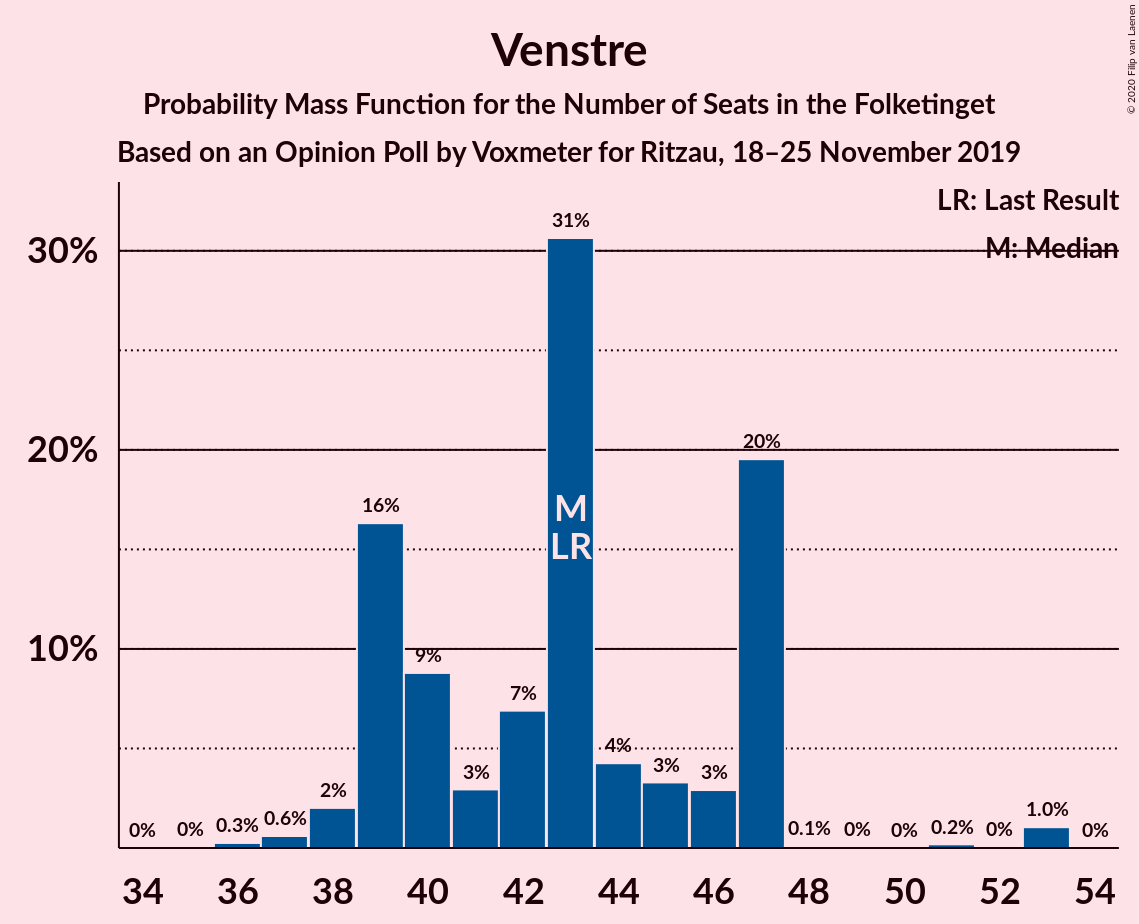 Venstre
Probability Mass Function for the Number of Seats in the Folketinget
Based on an Opinion Poll by Voxmeter for Ritzau, 18–25 November 2019
© 2020 Filip van Laenen
LR: Last Result
M: Median
30%
20%
10%
0%
0%
0.3%
0.6%
2%
16%
9%
3%
7%
31%
4%
3%
3%
20%
0.1%
0%
0%
0.2%
0%
1.0%
0%
M
LR
34 36 38 40 42 44 46 48 50 52 54